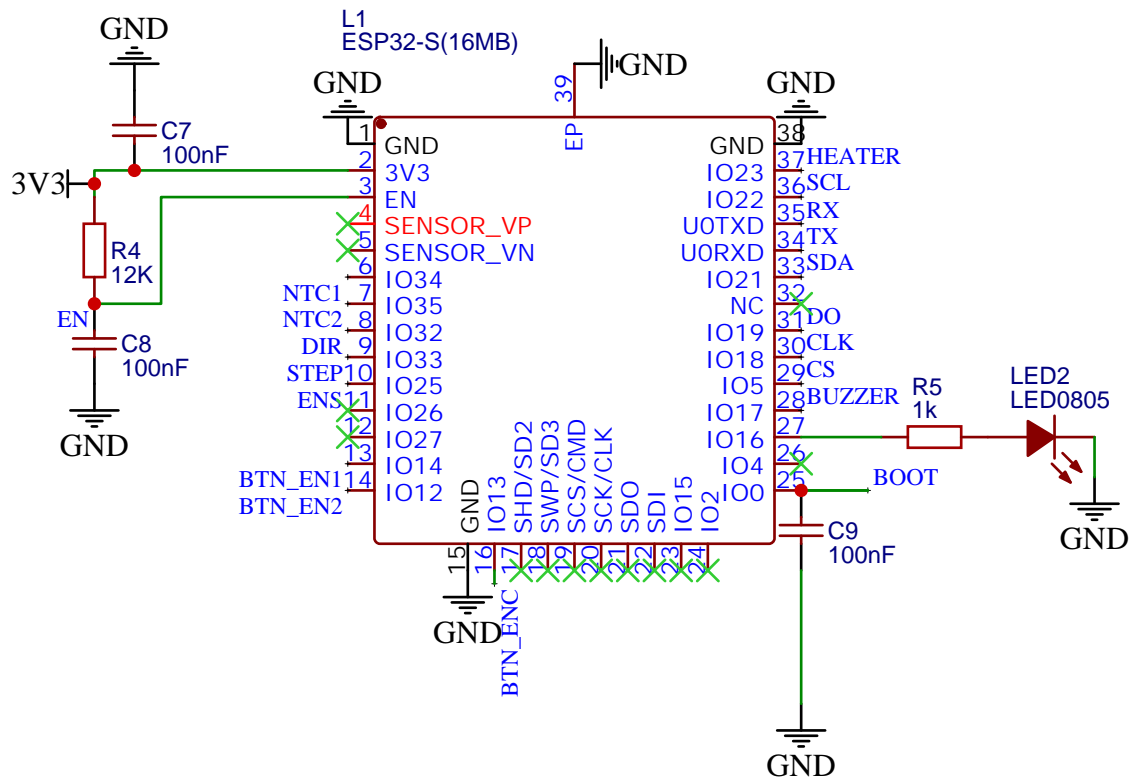 L1
ESP32-S(16MB)
GND
GND
GND
GND
C7
100nF
3V3
R4
12K
EN
C8
100nF
GND
39
EP
1
GND
2
3V3
3
EN
4
SENSOR_VP
5
SENSOR_VN
6
IO34
NTC1
7
IO35
NTC2
8
IO32
DIR
9
IO33
STEP
10
IO25
ENS
11
IO26
12
IO27
13
IO14
BTN_EN1
14
IO12
BTN_EN2
38
GND
37
HEATER
IO23
36
SCL
IO22
35
RX
U0TXD
34
TX
U0RXD
33
SDA
IO21
32
NC
31
DO
IO19
30
CLK
IO18
29
CS
IO5
28
BUZZER
IO17
27
IO16
26
IO4
25
IO0
BOOT
R5
1k
LED2
LED0805
GND
C9
100nF
GND
GND
IO13
SHD/SD2
SWP/SD3
SCS/CMD
SCK/CLK
SDO
SDI
IO15
IO2
15
16
17
18
19
20
21
22
23
24
GND
BTN_ENC